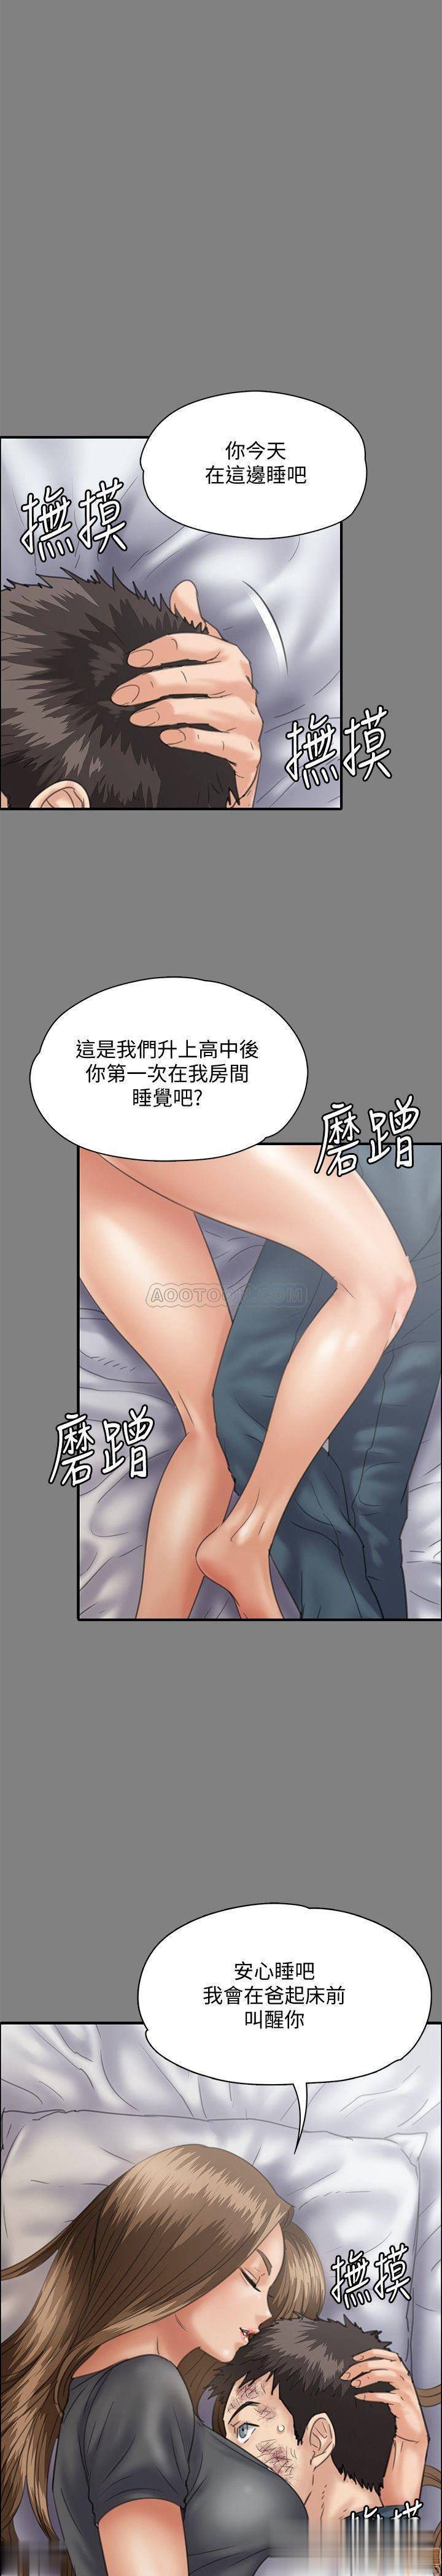 你今天
在這邊睡吧
撫摸
撫摸
這是我們升上高中後
你第一次在我房間
睡覺吧?
磨蹭
磨蹭
安心睡吧
我會在爸起床前
叫醒你
撫摸
撫摸